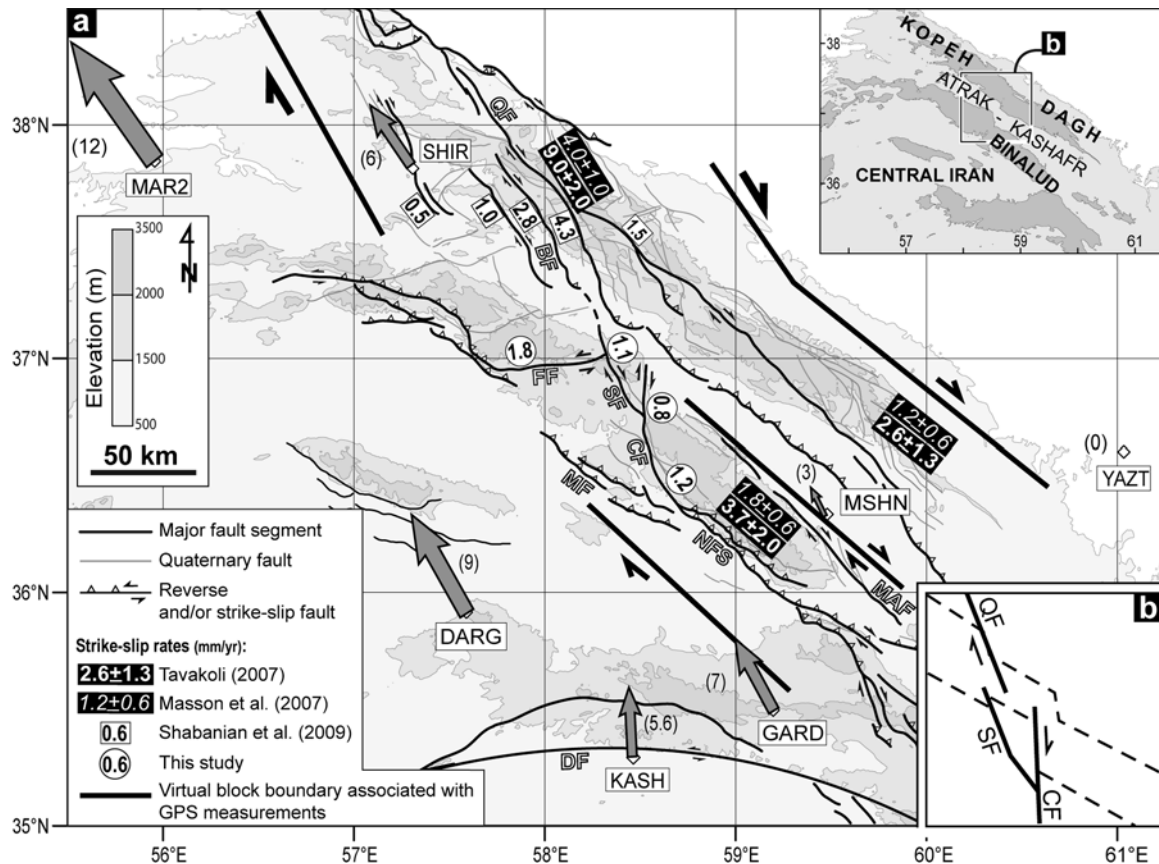 a
38°N
37°N
36°N
35°N
56°E
57°E
58°E
59°E
60°E
61°E
(12)
MAR2
(6)
SHIR
QF
4.0±1.0
9.0±2.0
0.5
1.0
2.8
4.3
1.5
BF
1.8
FF
1.1
SF
0.8
CF
1.2
MF
NFS
1.8±0.6
3.7±2.0
(3)
MSHN
MAF
1.2±0.6
2.6±1.3
(0)
YAZT
(9)
DARG
(7)
GARD
(5.6)
KASH
DF
Elevation (m)
3500
2000
1500
500
N
50 km
Major fault segment
Quaternary fault
Reverse
and/or strike-slip fault
Strike-slip rates (mm/yr):
2.6±1.3 Tavakoli (2007)
1.2±0.6 Masson et al. (2007)
0.6 Shabanian et al. (2009)
0.6 This study
Virtual block boundary associated with
GPS measurements
38
36
57
59
61
KOPEH
DAGH
b
ATRAK - KASHAFR
BINALUD
CENTRAL IRAN
b
QF
SF
CF